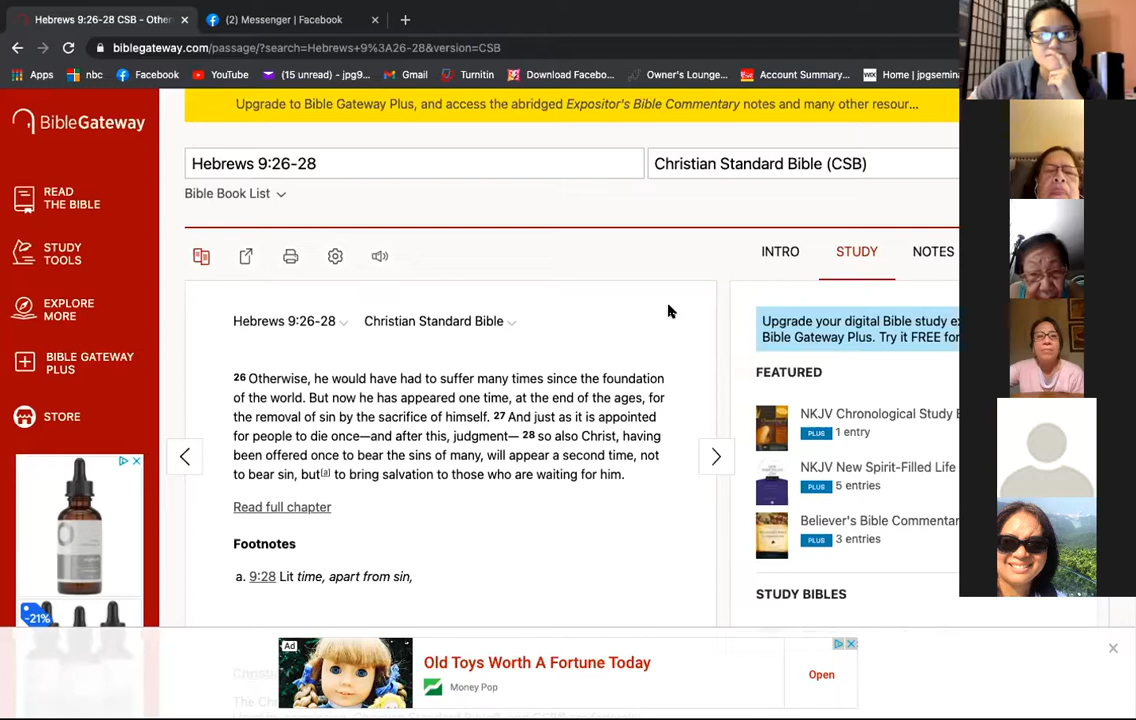 Hebrews 9:26-28 CSB - Other
(2) Messenger | Facebook
biblegateway.com/passage/?search=Hebrews+9%3A26-28&version=CSB
Apps
nbc
Facebook
YouTube
(15 unread) - jpg9...
Gmail
Turnitin
Download Facebo...
Owner's Lounge...
Account Summary...
WIX
Home | jpgsemina
BibleGateway
READ
THE BIBLE
STUDY
TOOLS
EXPLORE
MORE
BIBLE GATEWAY
PLUS
STORE
-21%
Upgrade to Bible Gateway Plus, and access the abridged Expositor's Bible Commentary notes and many other resour...
Hebrews 9:26-28
Christian Standard Bible (CSB)
Bible Book List
INTRO
STUDY
NOTES
Hebrews 9:26-28
Christian Standard Bible
26 Otherwise, he would have had to suffer many times since the foundation
of the world. But now he has appeared one time, at the end of the ages, for
the removal of sin by the sacrifice of himself. 27 And just as it is appointed
for people to die once—and after this, judgment— 28 so also Christ, having
been offered once to bear the sins of many, will appear a second time, not
to bear sin, but[a] to bring salvation to those who are waiting for him.
Read full chapter
Footnotes
a. 9:28 Lit time, apart from sin,
Upgrade your digital Bible study ex
Bible Gateway Plus. Try it FREE for
FEATURED
NKJV Chronological Study B
PLUS 1 entry
NKJV New Spirit-Filled Life
PLUS 5 entries
Believer's Bible Commentar
PLUS 3 entries
STUDY BIBLES
Ad
Old Toys Worth A Fortune Today
Money Pop
Open